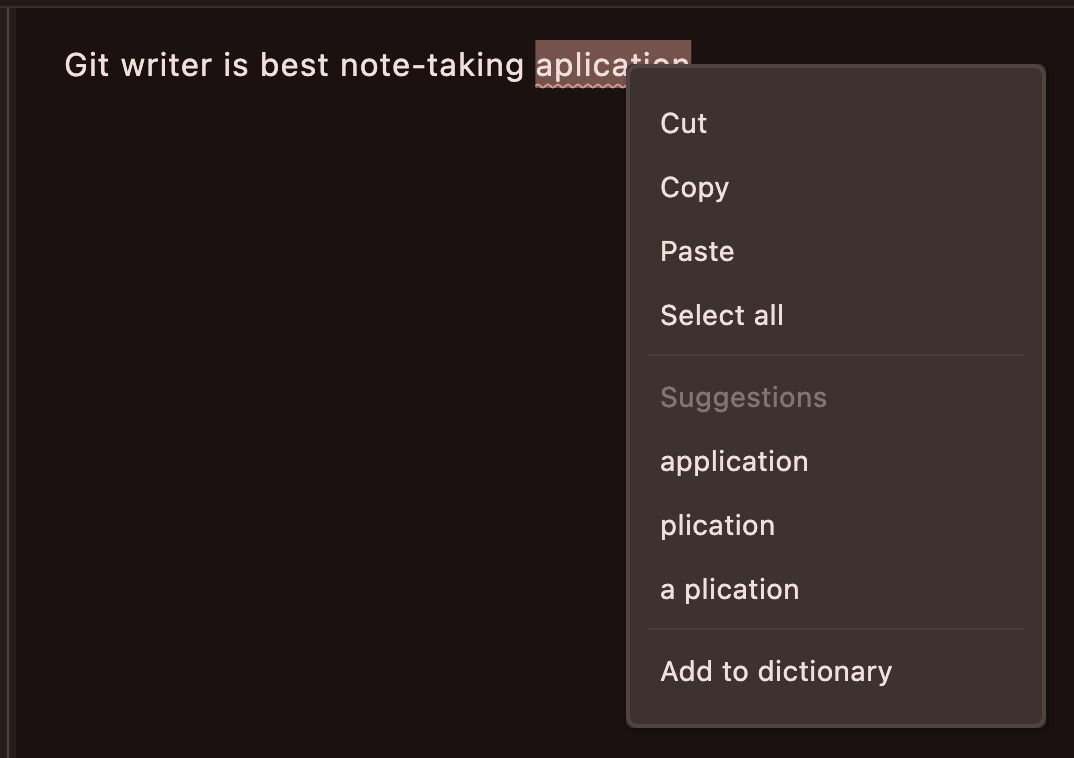 Git writer is best note-taking aplication
Cut
Copy
Paste
Select all
Suggestions
application
plication
a plication
Add to dictionary